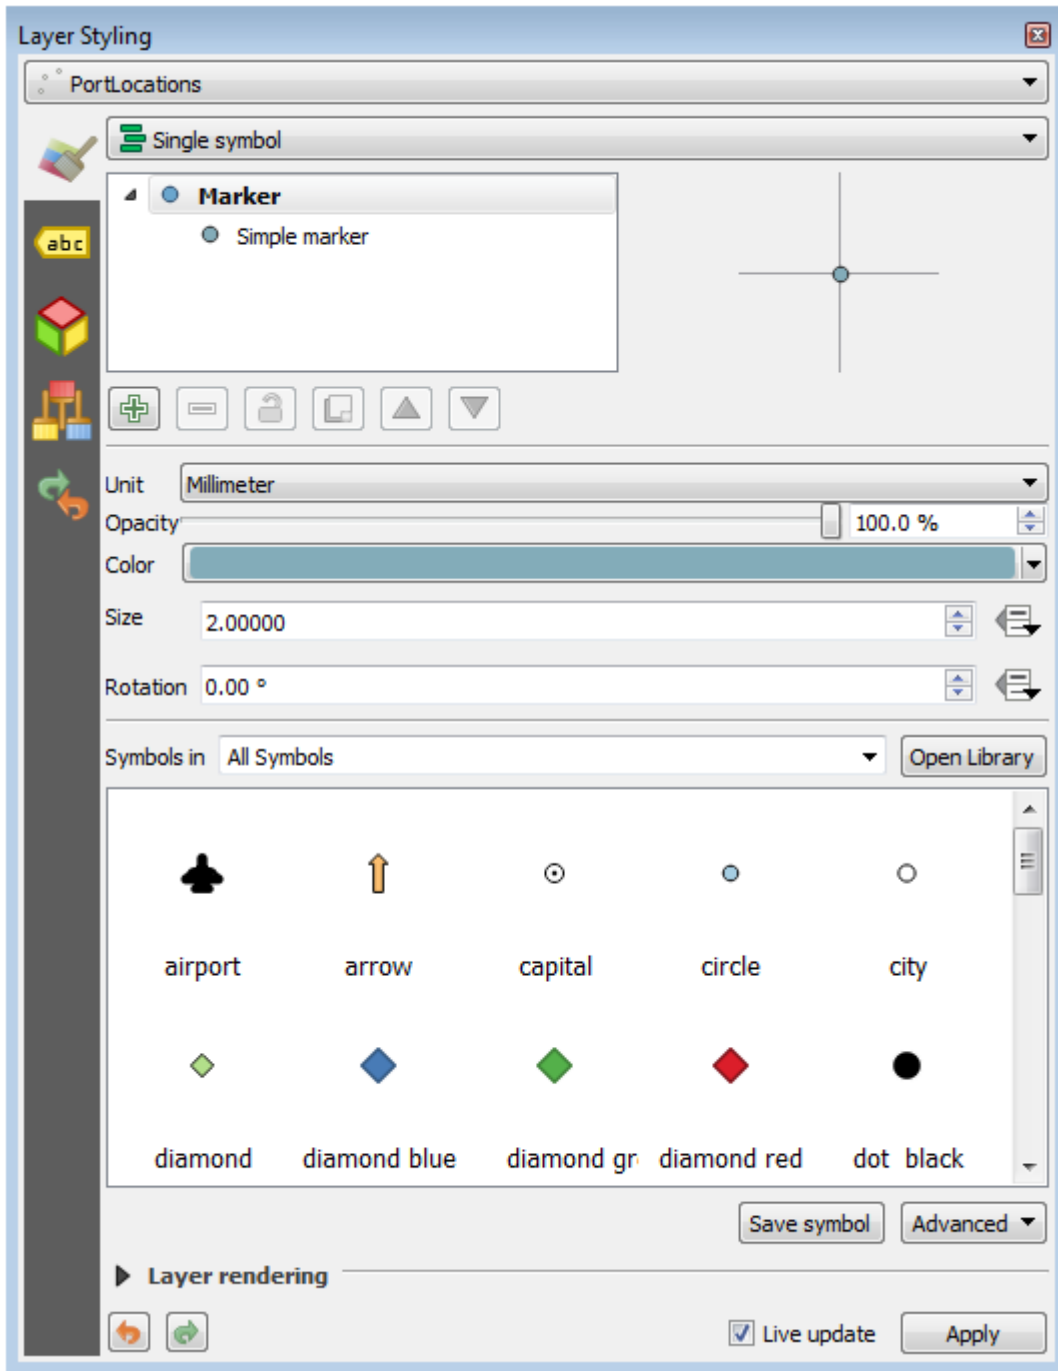 Layer Styling
PortLocations
Single symbol
Marker
Simple marker
abc
Unit Millimeter
Opacity 100.0 %
Color
Size 2.00000
Rotation 0.00 °
Symbols in All Symbols Open Library
airport arrow capital circle city
diamond diamond blue diamond gr diamond red dot black
Save symbol Advanced
Layer rendering
Live update Apply